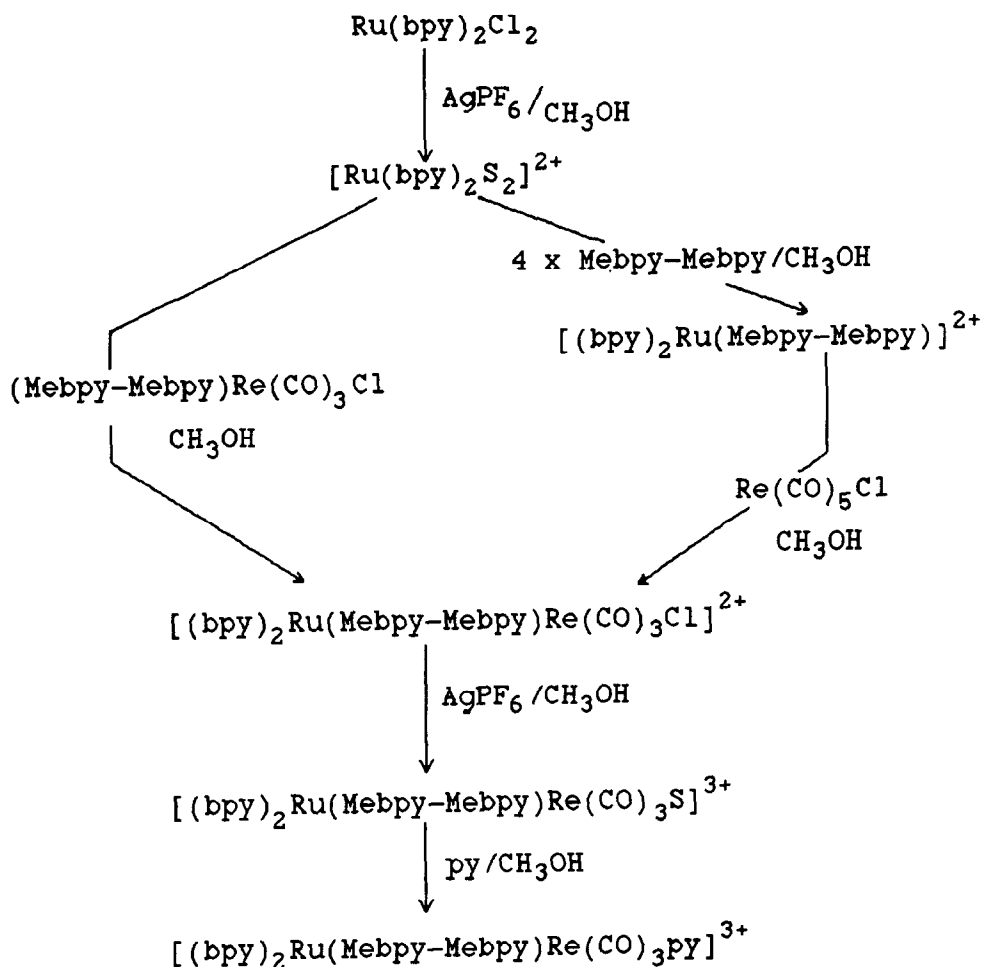 Ru(bpy)₂Cl₂
AgPF₆/CH₃OH
[Ru(bpy)₂S₂]²⁺
4 x Mebpy-Mebpy/CH₃OH
[(bpy)₂Ru(Mebpy-Mebpy)]²⁺
(Mebpy-Mebpy)Re(CO)₃Cl
CH₃OH
Re(CO)₅Cl
CH₃OH
[(bpy)₂Ru(Mebpy-Mebpy)Re(CO)₃Cl]²⁺
AgPF₆/CH₃OH
[(bpy)₂Ru(Mebpy-Mebpy)Re(CO)₃S]³⁺
py/CH₃OH
[(bpy)₂Ru(Mebpy-Mebpy)Re(CO)₃py]³⁺